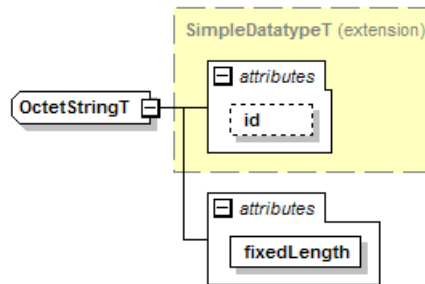 SimpleDatatypeT (extension)
attributes
OctetStringT
id
attributes
fixedLength